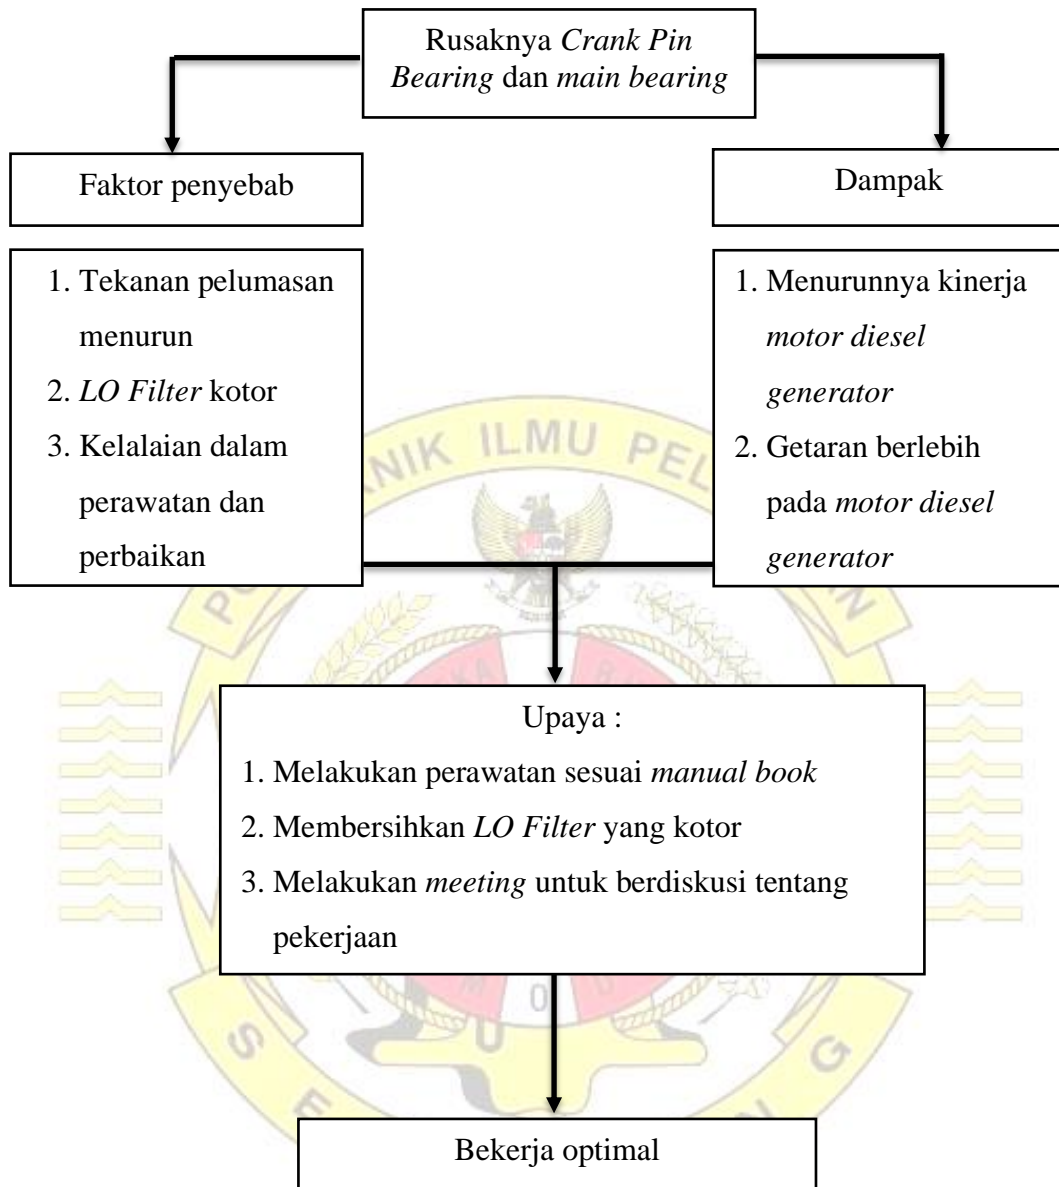 Rusaknya Crank Pin
Bearing dan main bearing
Faktor penyebab
Dampak
1. Tekanan pelumasan
menurun
2. LO Filter kotor
3. Kelalaian dalam
perawatan dan
perbaikan
1. Menurunnya kinerja
motor diesel
generator
2. Getaran berlebih
pada motor diesel
generator
Upaya :
1. Melakukan perawatan sesuai manual book
2. Membersihkan LO Filter yang kotor
3. Melakukan meeting untuk berdiskusi tentang
pekerjaan
Bekerja optimal